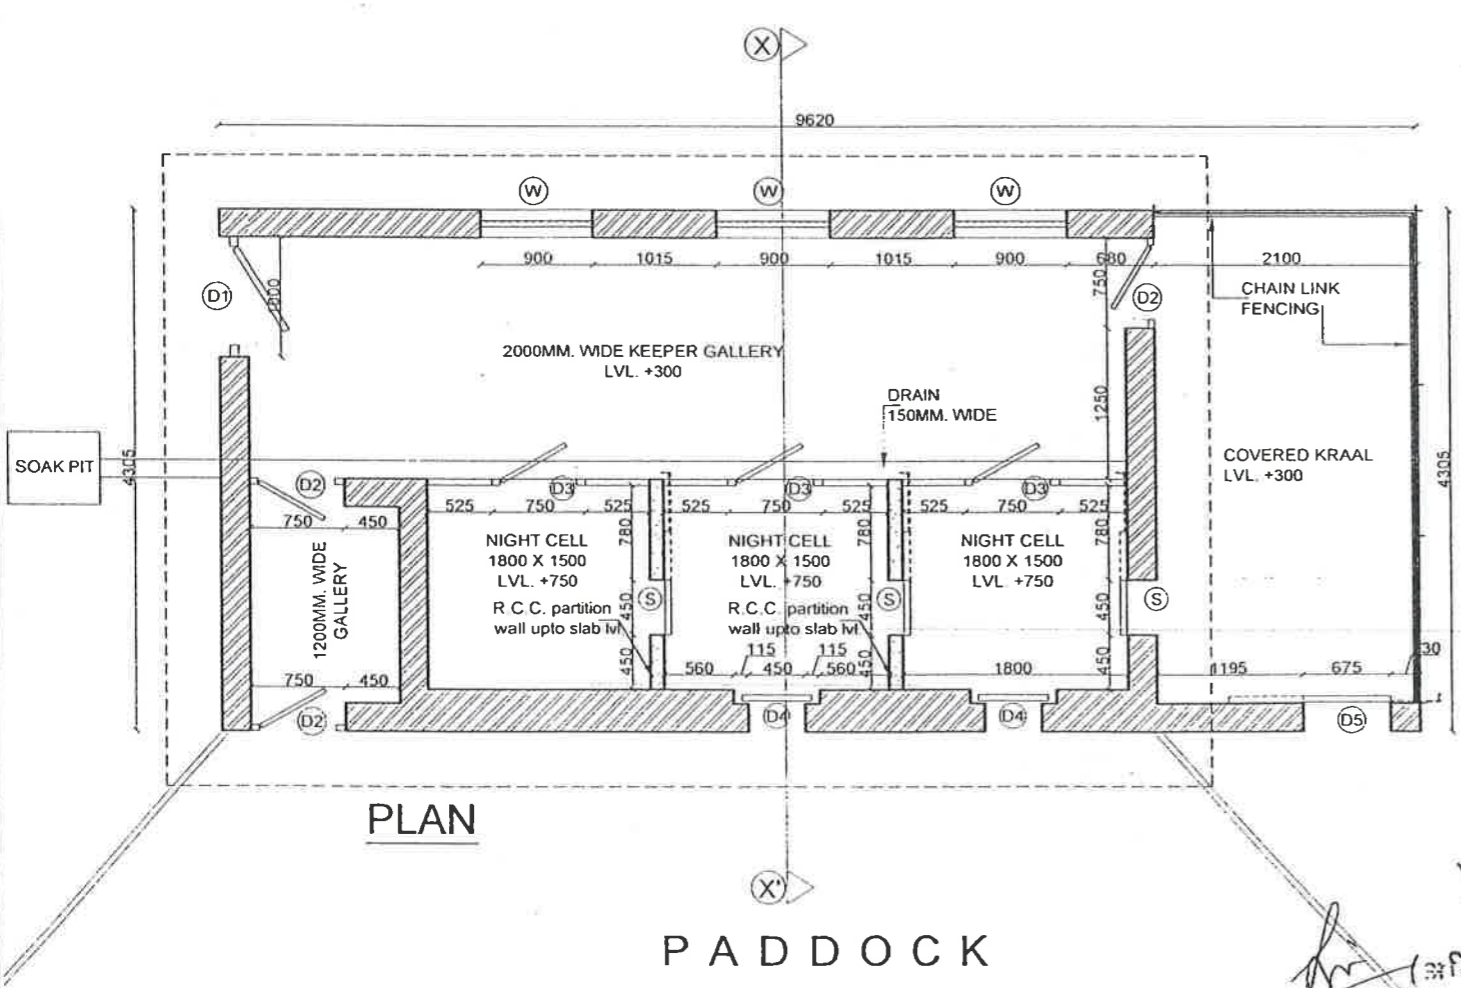 X
9620
W W W
900 1015 900 1015 900 680 2100
D1
1000
750
D2
CHAIN LINK
FENCING
2000MM. WIDE KEEPER GALLERY
LVL. +300
DRAIN
150MM. WIDE
1250
SOAK PIT
4305
COVERED KRAAL
LVL. +300
4305
D2 D3 D3 D3
750 450
525 750 525 525 750 525 525 750 525
780 780 780
NIGHT CELL
1800 X 1500
LVL. +750
NIGHT CELL
1800 X 1500
LVL. +750
NIGHT CELL
1800 X 1500
LVL. +750
1200MM. WIDE
GALLERY
R.C.C. partition
wall upto slab lvl
R.C.C. partition
wall upto slab lvl
S S S
450 450 450
450 450 450
115 115
560 450 560
1800
1195 675 30
750 450
D2 D4 D4 D5
PLAN
X'
PADDOCK